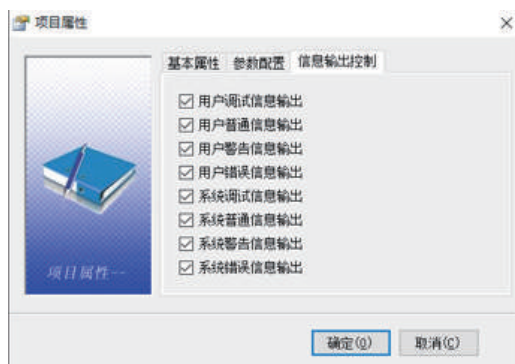 项目属性
基本属性 参数配置 信息输出控制
用户调试信息输出
用户普通信息输出
用户警告信息输出
用户错误信息输出
系统调试信息输出
系统普通信息输出
系统警告信息输出
系统错误信息输出
项目属性--
确定(O) 取消(C)